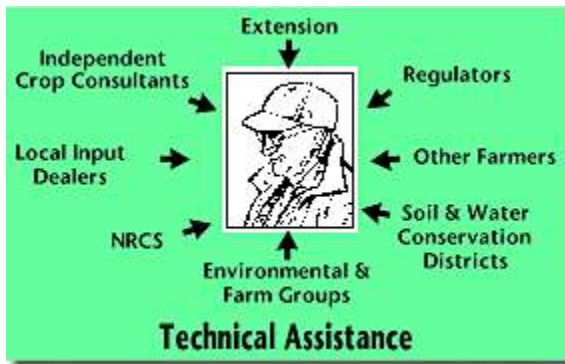 Extension
Independent
Crop Consultants
Regulators
Local Input
Dealers
Other Farmers
NRCS
Soil & Water
Conservation
Districts
Environmental &
Farm Groups
Technical Assistance